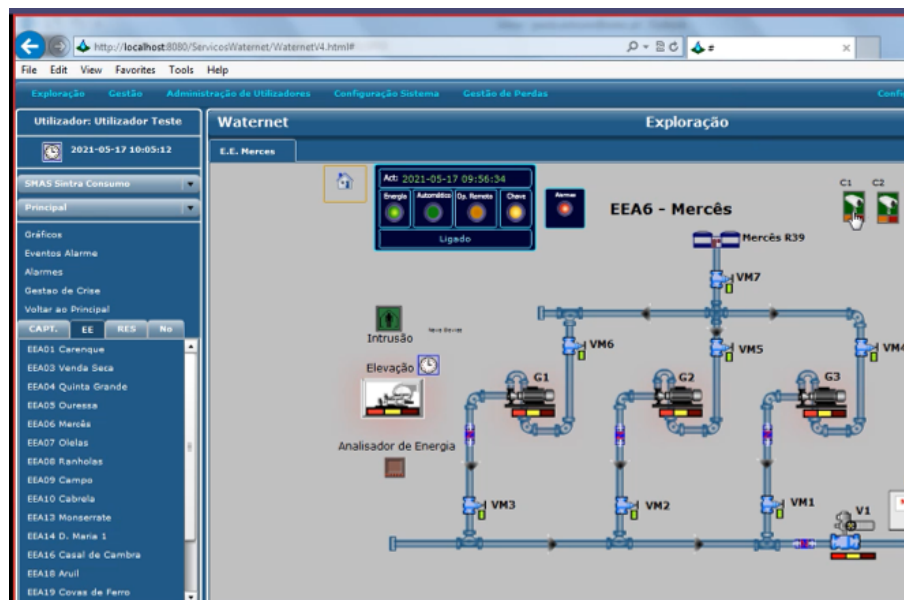 http://localhost:8080/ServicosWaternet/WaternetV4.html#
#
File Edit View Favorites Tools Help
Exploração Gestão Administração de Utilizadores Configuração Sistema Gestão de Perdas Confi
Utilizador: Utilizador Teste
2021-05-17 10:05:12
SMAS Sintra Consumo
Principal
Gráficos
Eventos Alarme
Alarmes
Gestao de Crise
Voltar ao Principal
CAPT. EE RES No
EEA01 Carenque
EEA03 Venda Seca
EEA04 Quinta Grande
EEA05 Ouressa
EEA06 Mercês
EEA07 Olelas
EEA08 Ranholas
EEA09 Campo
EEA10 Cabrela
EEA13 Monserrate
EEA14 D. Maria 1
EEA16 Casal de Cambra
EEA18 Aruil
EEA19 Covas de Ferro
Waternet Exploração
E.E. Merces
Act: 2021-05-17 09:56:34
Energia Automático Op. Remoto Chave
Ligado
Alarmes
EEA6 - Mercês
C1 C2
Mercês R39
VM7
Intrusão
VM6
VM5
VM4
Elevação
G1
G2
G3
Analisador de Energia
VM3
VM2
VM1
V1